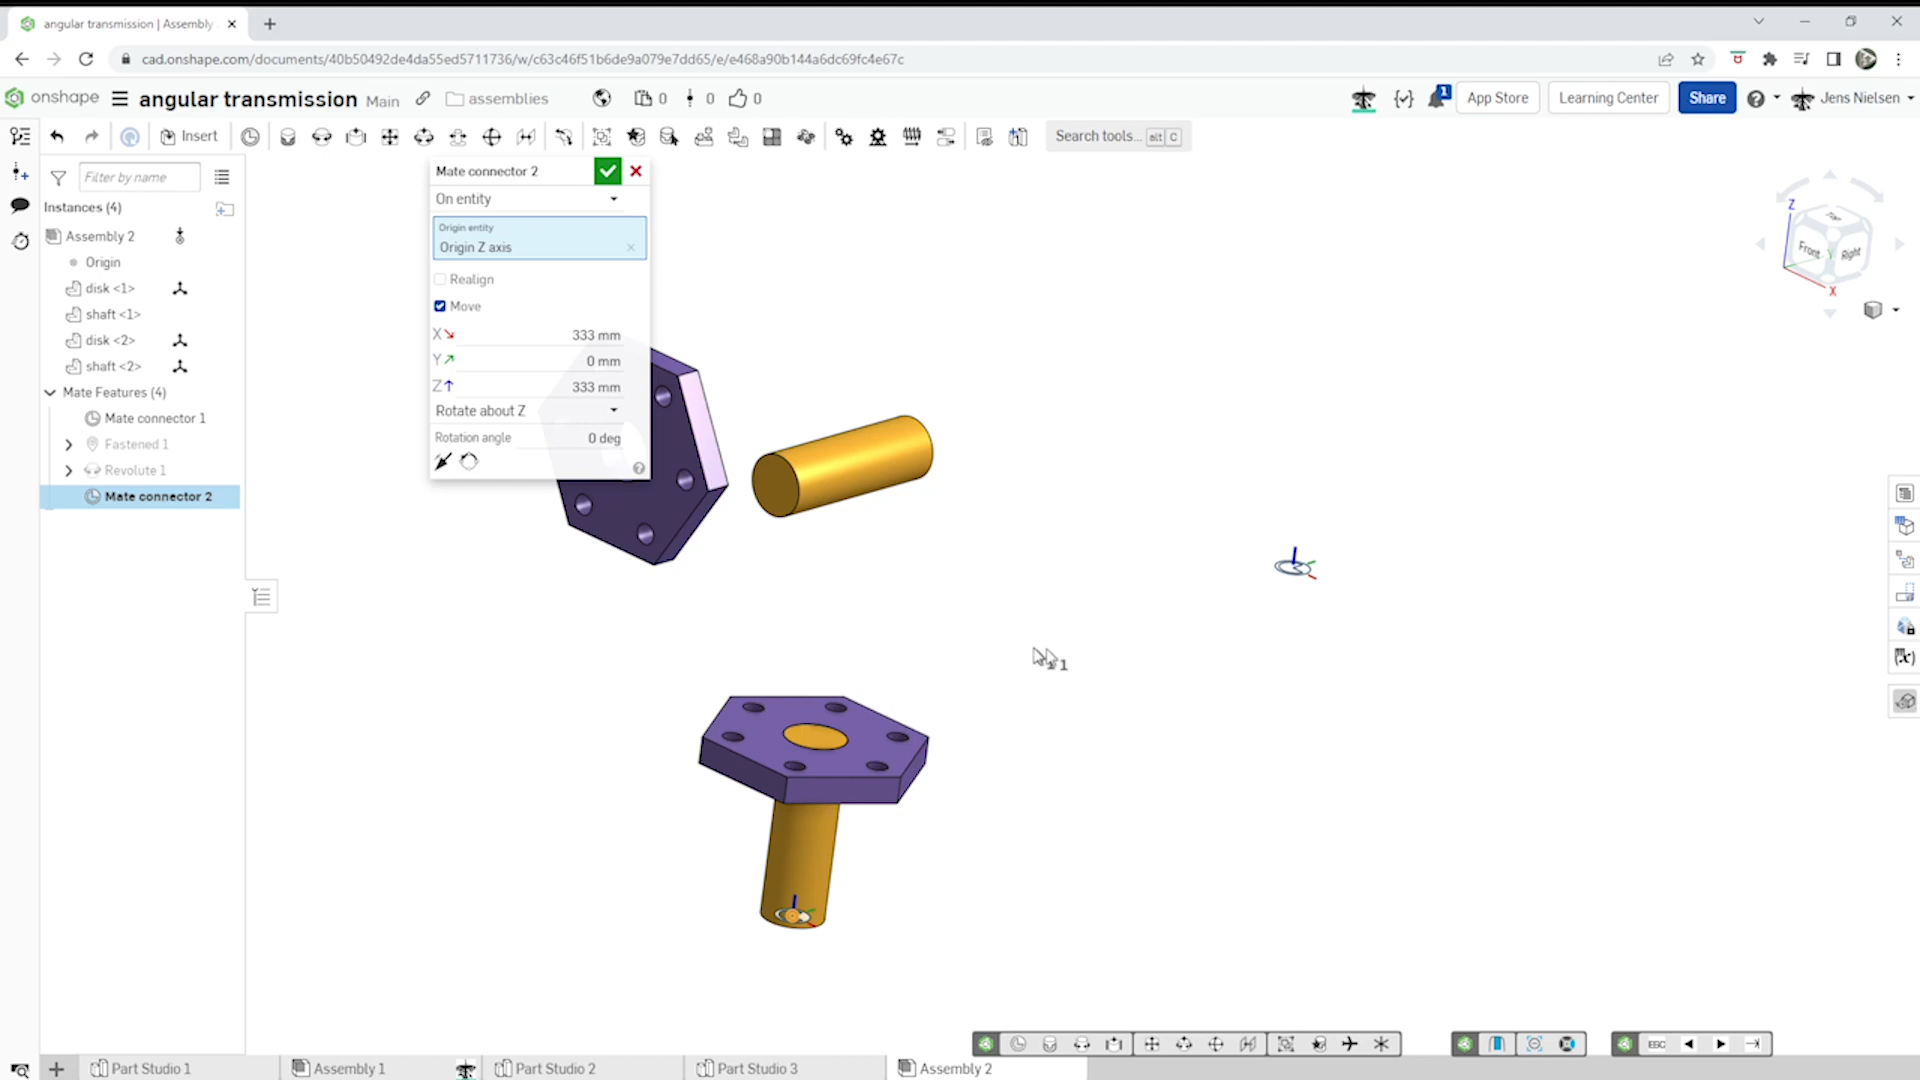 angular transmission | Assembly
cad.onshape.com/documents/40b50492de4da55ed5711736/w/c63c46f51b6de9a079e7dd65/e/e468a90b144a6dc69fc4e67c
onshape
angular transmission Main
assemblies
0
0
0
1
App Store
Learning Center
Share
Jens Nielsen
Insert
Search tools... alt C
Filter by name
Instances (4)
Assembly 2
Origin
disk <1>
shaft <1>
disk <2>
shaft <2>
Mate Features (4)
Mate connector 1
Fastened 1
Revolute 1
Mate connector 2
Mate connector 2
On entity
Origin entity
Origin Z axis
Realign
Move
X 333 mm
Y 0 mm
Z 333 mm
Rotate about Z
Rotation angle 0 deg
Z
Top
Front
Right
Y
X
1
(x)
ESC
Part Studio 1
Assembly 1
Part Studio 2
Part Studio 3
Assembly 2